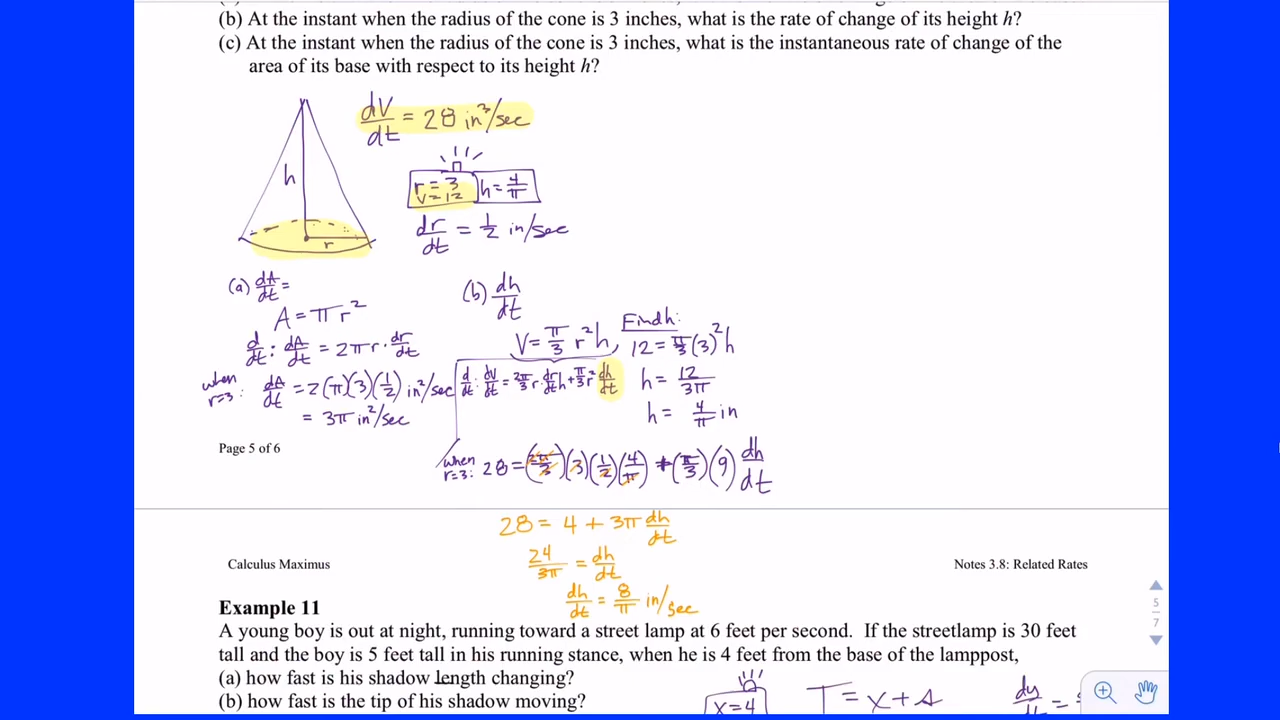 (b) At the instant when the radius of the cone is 3 inches, what is the rate of change of its height h?
(c) At the instant when the radius of the cone is 3 inches, what is the instantaneous rate of change of the
area of its base with respect to its height h?
dV/dt = 28 in³/sec
h
r
r = 3
V = 12
h = 4/π
dr/dt = 1/2 in/sec
(a) dA/dt =
A = πr²
d/dt: dA/dt = 2πr · dr/dt
when r=3: dA/dt = 2(π)(3)(1/2) in²/sec
= 3π in²/sec
(b) dh/dt
V = π/3 r²h,
d/dt: dV/dt = 2π/3 r · dr/dt h + π/3 r² dh/dt
Find h:
12 = π/3 (3)² h
h = 12/3π
h = 4/π in
Page 5 of 6
when r=3: 28 = (2π/3)(3)(1/2)(4/π) + (π/3)(9) dh/dt
28 = 4 + 3π dh/dt
24/3π = dh/dt
dh/dt = 8/π in/sec
Calculus Maximus
Notes 3.8: Related Rates
5
7
Example 11
A young boy is out at night, running toward a street lamp at 6 feet per second. If the streetlamp is 30 feet
tall and the boy is 5 feet tall in his running stance, when he is 4 feet from the base of the lamppost,
(a) how fast is his shadow length changing?
(b) how fast is the tip of his shadow moving?
x = 4
T = x + s